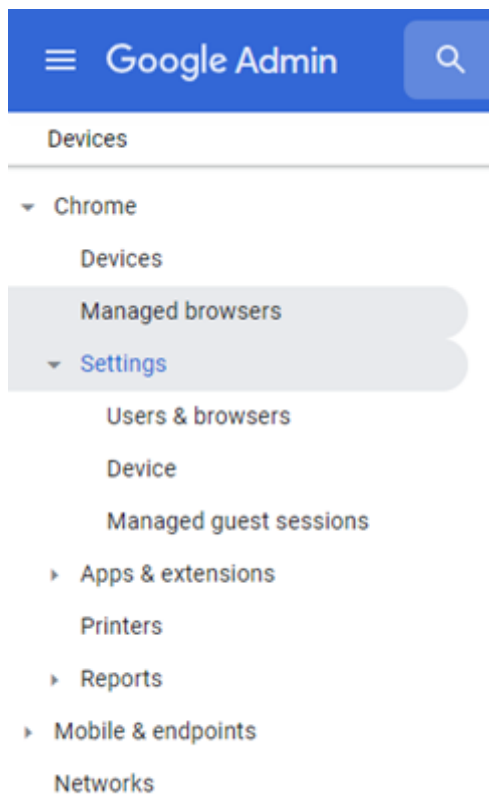 Google Admin
Devices
Chrome
Devices
Managed browsers
Settings
Users & browsers
Device
Managed guest sessions
Apps & extensions
Printers
Reports
Mobile & endpoints
Networks